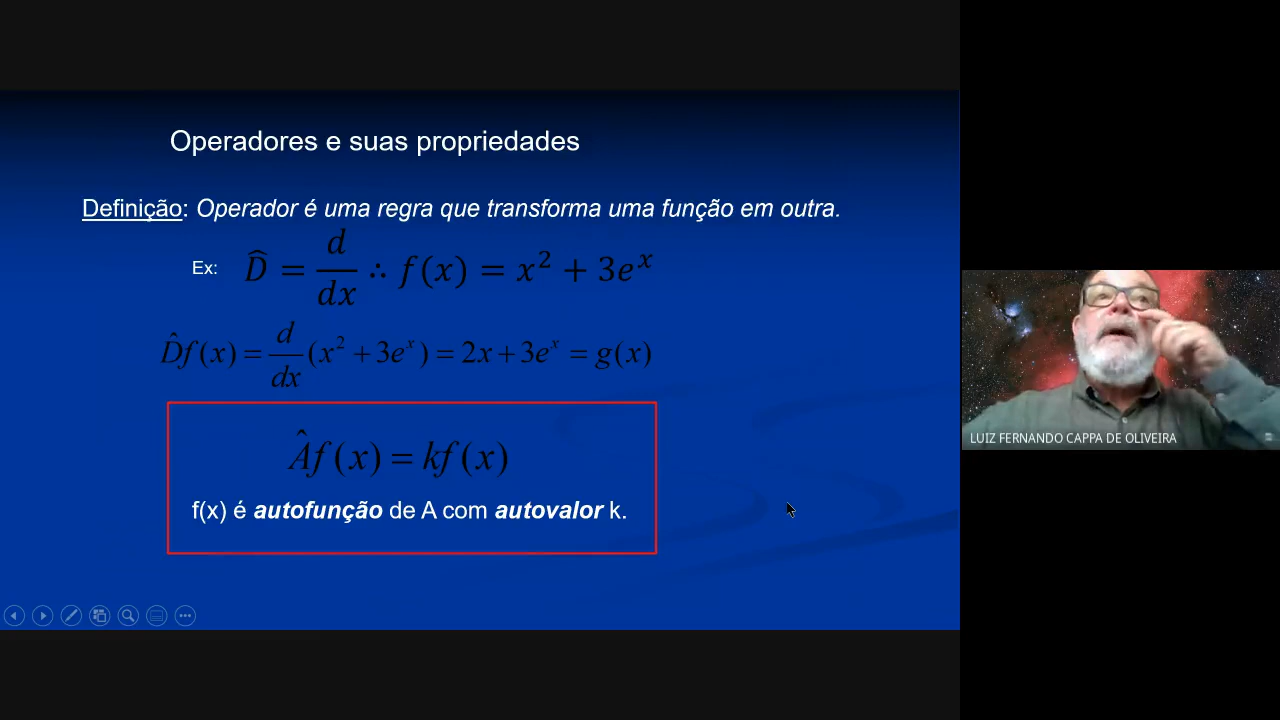 Operadores e suas propriedades
Definição: Operador é uma regra que transforma uma função em outra.
Ex: D̂ = d/dx ∴ f(x) = x² + 3eˣ
D̂f(x) = d/dx (x² + 3eˣ) = 2x + 3eˣ = g(x)
Âf(x) = kf(x)
f(x) é autofunção de A com autovalor k.
LUIZ FERNANDO CAPPA DE OLIVEIRA